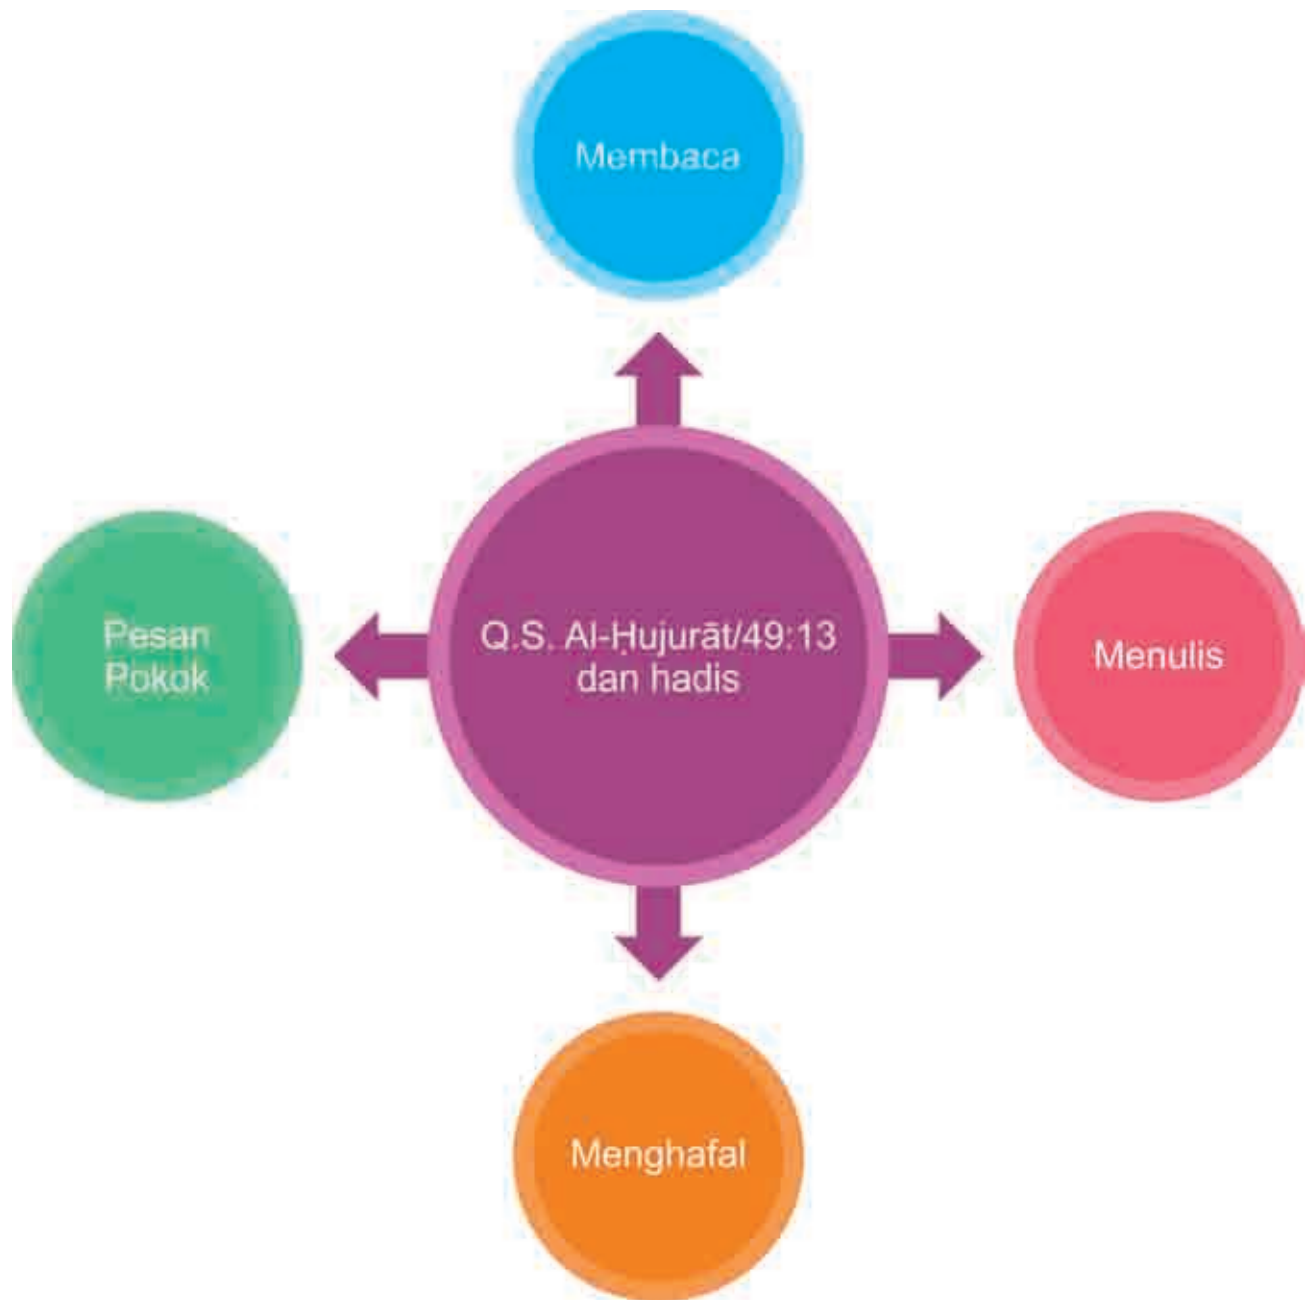 Membaca
Pesan
Pokok
Q.S. Al-Ḥujurāt/49:13
dan hadis
Menulis
Menghafal